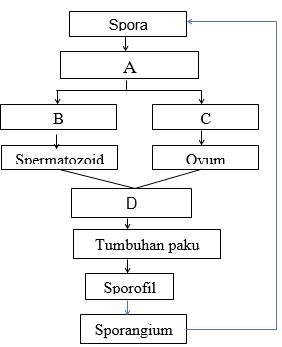 Spora
A
B
C
Spermatozoid
Ovum
D
Tumbuhan paku
Sporofil
Sporangium